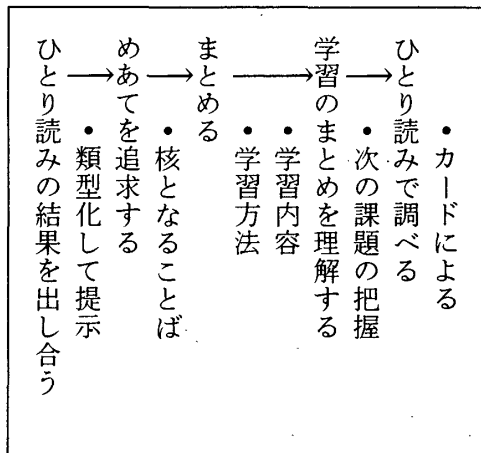 ひとり読みの結果を出し合う
・類型化して提示
めあてを追求する
・核となることば
まとめる
・学習方法
・学習内容
学習のまとめを理解する
・次の課題の把握
ひとり読みで調べる
・カードによる